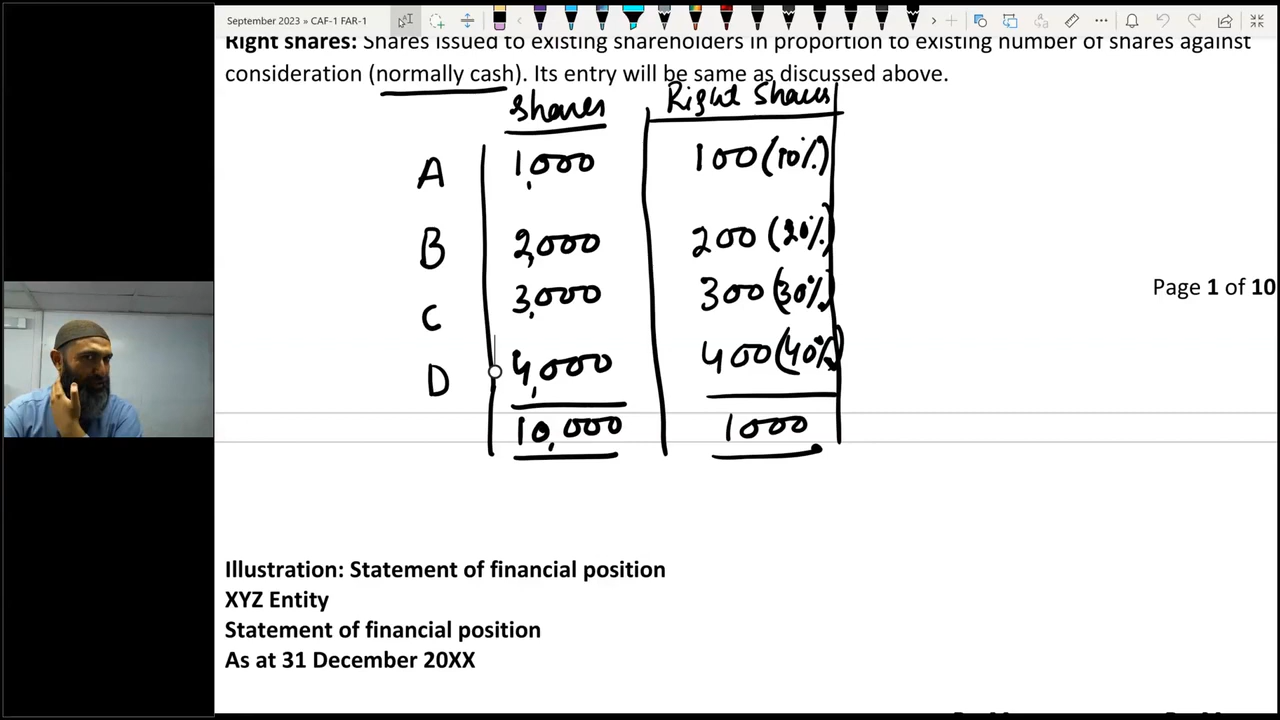 September 2023 » CAF-1 FAR-1
Right shares: Shares issued to existing shareholders in proportion to existing number of shares against
consideration (normally cash). Its entry will be same as discussed above.
Shares Right Shares
A 1,000 100 (10%)
B 2,000 200 (20%)
C 3,000 300 (30%)
D 4,000 400 (40%)
10,000 1000
Page 1 of 10
Illustration: Statement of financial position
XYZ Entity
Statement of financial position
As at 31 December 20XX